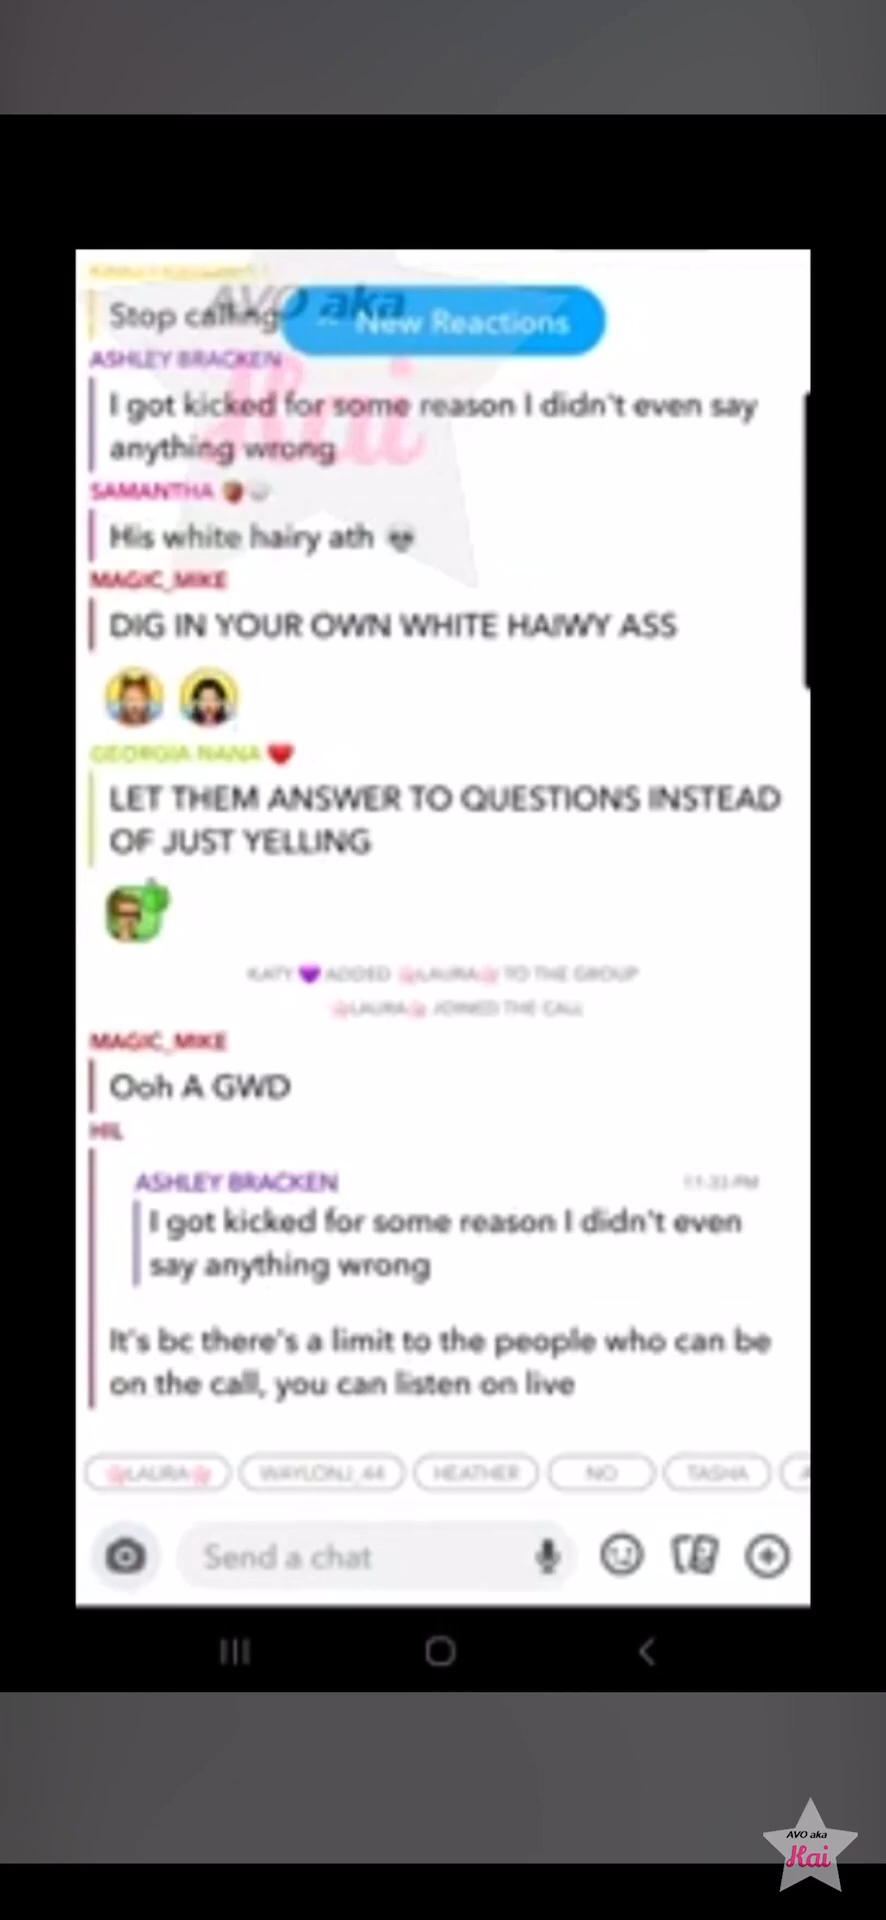 AVO aka
Kai
Stop calling
New Reactions
ASHLEY BRACKEN
I got kicked for some reason I didn't even say
anything wrong
SAMANTHA
His white hairy ath
MAGIC_MIKE
DIG IN YOUR OWN WHITE HAIWY ASS
GEORGIA NANA
LET THEM ANSWER TO QUESTIONS INSTEAD
OF JUST YELLING
KATY 💜 ADDED LAURA TO THE GROUP
LAURA JOINED THE CALL
MAGIC_MIKE
Ooh A GWD
HIL
ASHLEY BRACKEN 11:33 PM
I got kicked for some reason I didn't even
say anything wrong
It's bc there's a limit to the people who can be
on the call, you can listen on live
LAURA WAYLONJ_44 HEATHER NO TASHA A
Send a chat
AVO aka
Kai